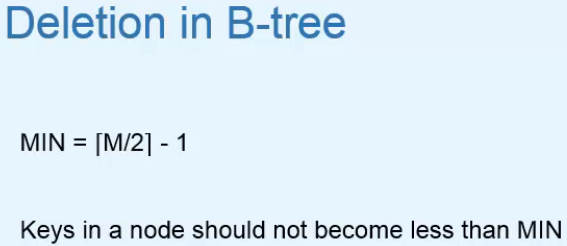 Deletion in B-tree
MIN = ⌈M/2⌉ - 1
Keys in a node should not become less than MIN